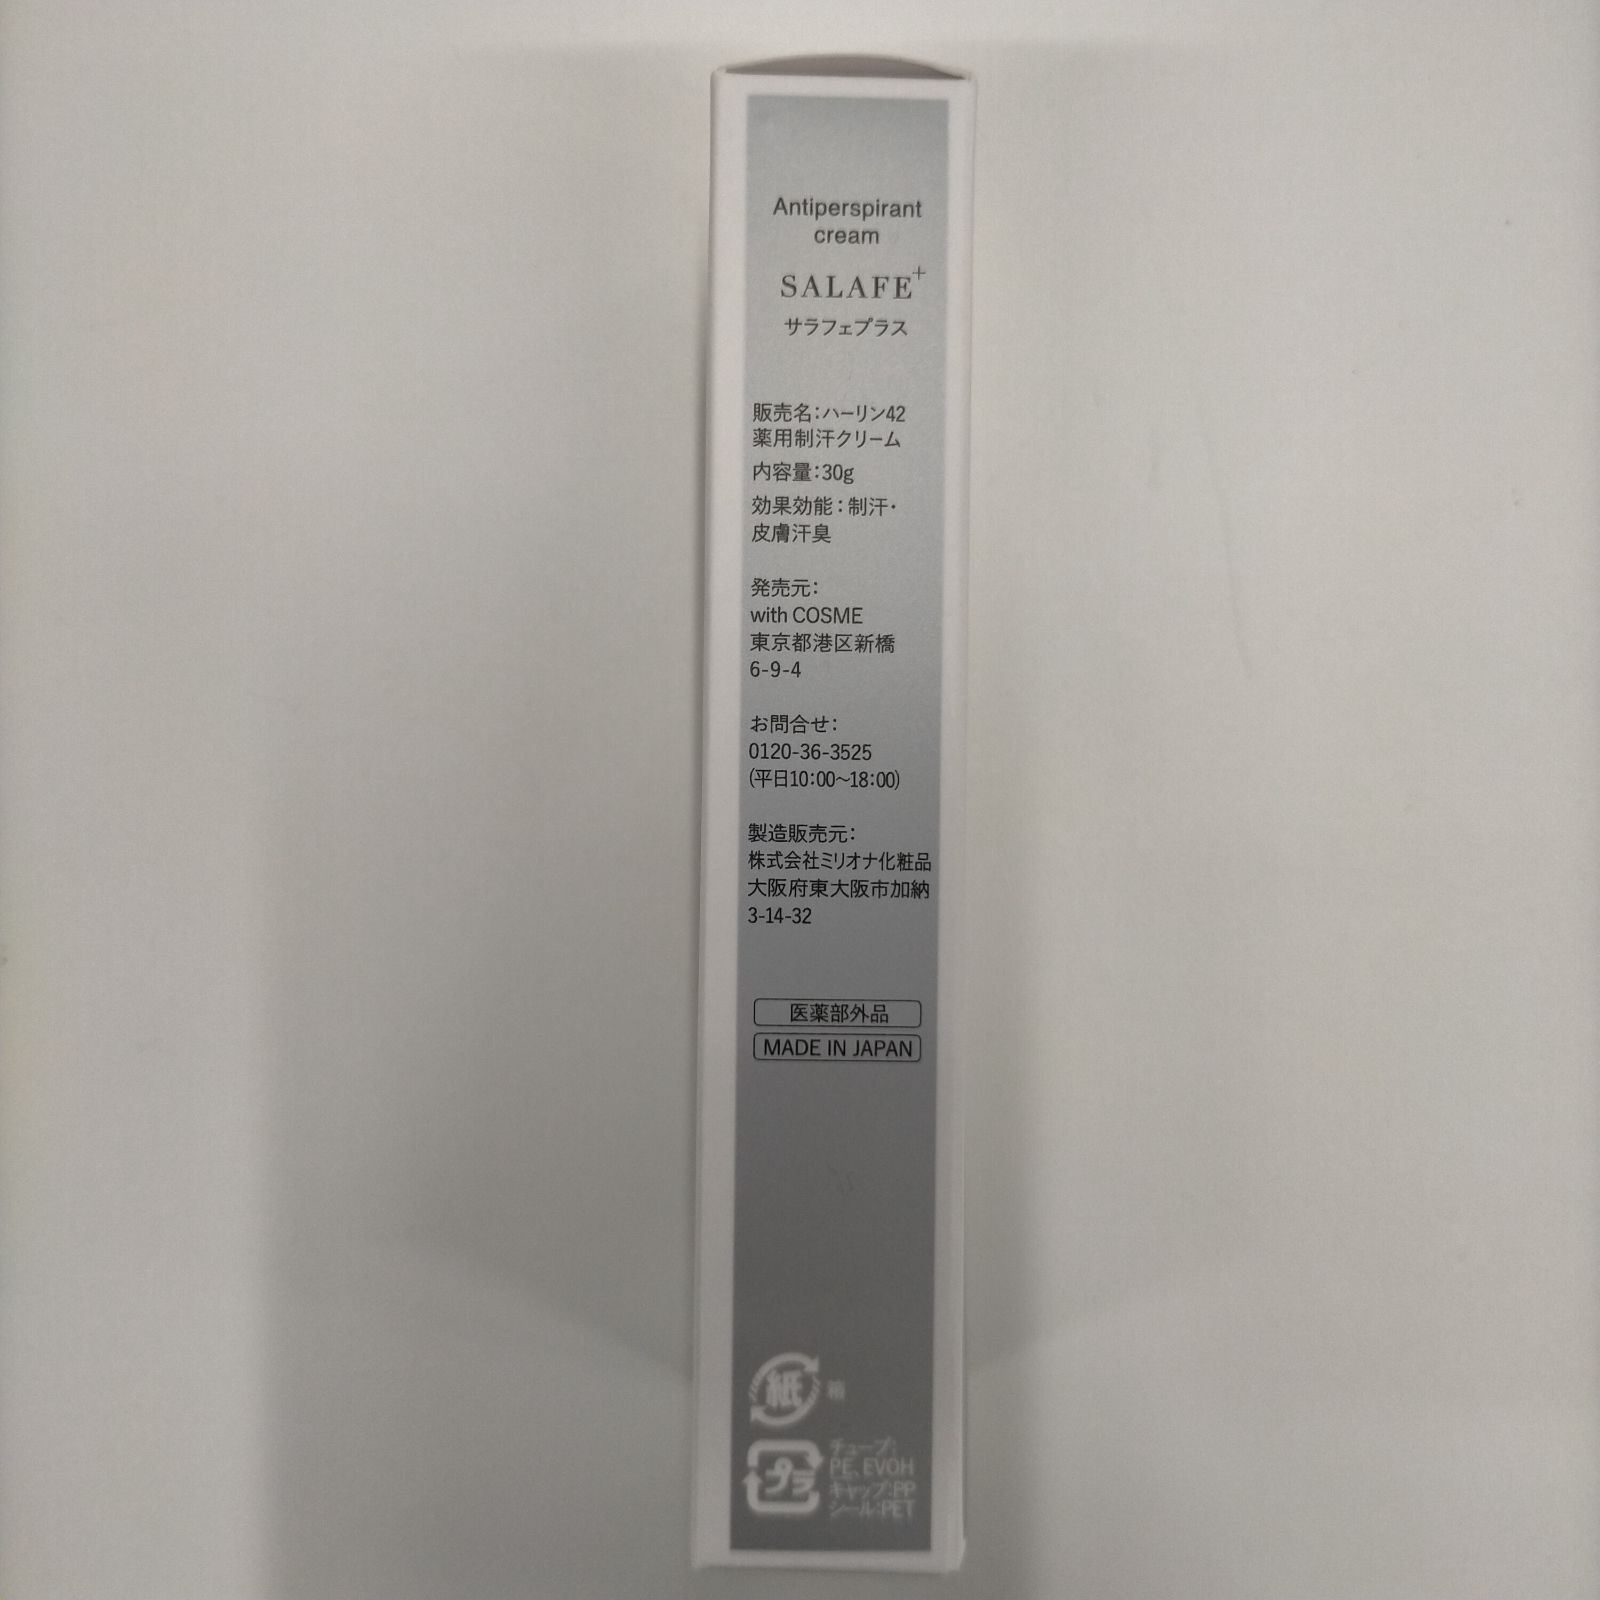 Antiperspirant
cream
SALAFE+
サラフェプラス
販売名:ハーリン42
薬用制汗クリーム
内容量:30g
効果効能:制汗・
皮膚汗臭
発売元:
with COSME
東京都港区新橋
6-9-4
お問合せ:
0120-36-3525
(平日10:00～18:00)
製造販売元:
株式会社ミリオナ化粧品
大阪府東大阪市加納
3-14-32
医薬部外品
MADE IN JAPAN
紙 箱
プラ
チューブ:
PE、EVOH
キャップ:PP
シール:PET